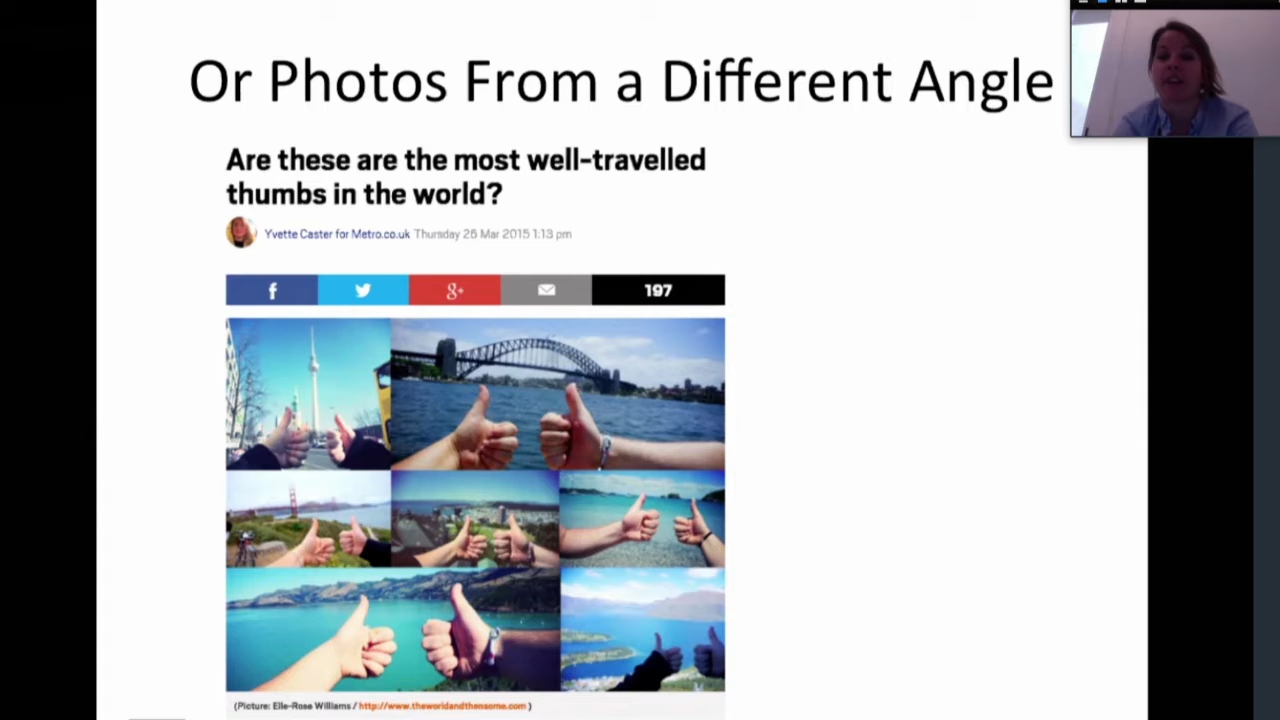 Or Photos From a Different Angle
Are these are the most well-travelled
thumbs in the world?
Yvette Caster for Metro.co.uk Thursday 26 Mar 2015 1:13 pm
f
g+
197
(Picture: Elle-Rose Williams / http://www.theworldandthensome.com )